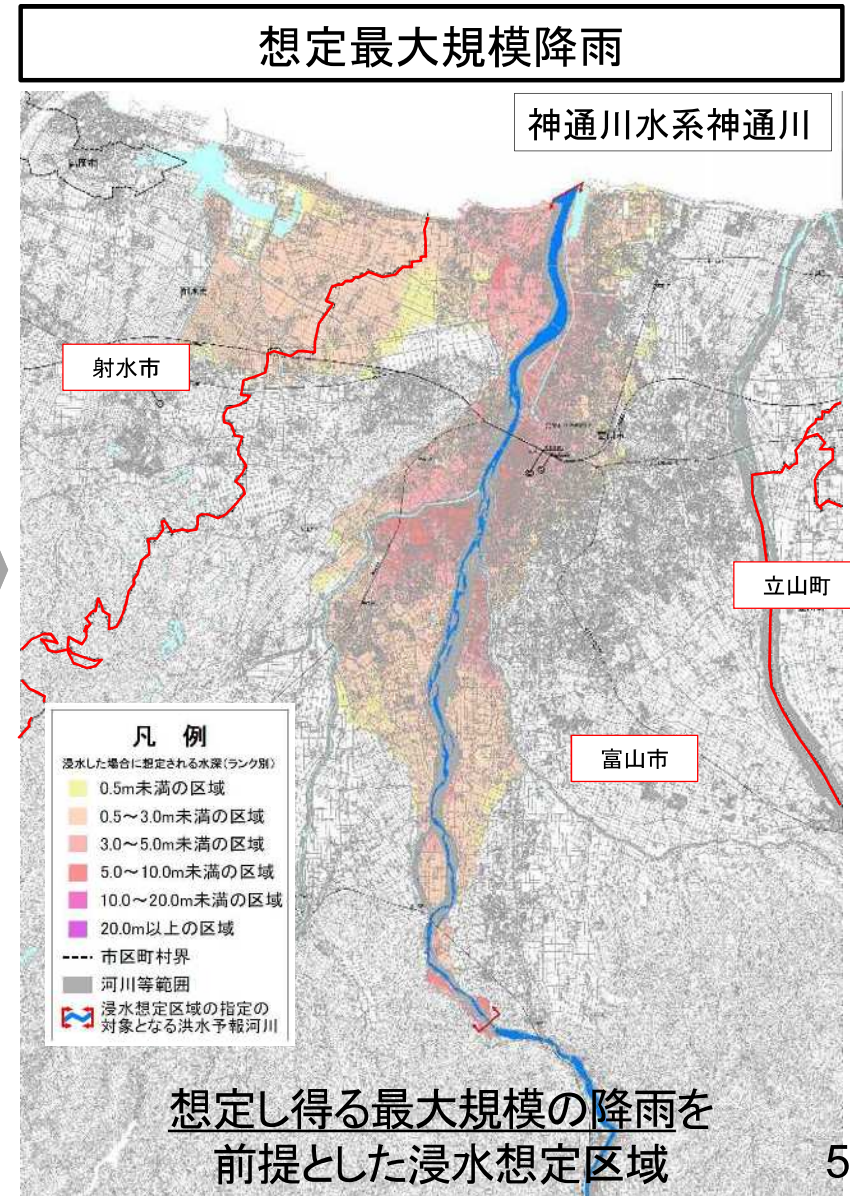 想定最大規模降雨
神通川水系神通川
射水市
立山町
富山市
凡 例
浸水した場合に想定される水深(ランク別)
0.5m未満の区域
0.5～3.0m未満の区域
3.0～5.0m未満の区域
5.0～10.0m未満の区域
10.0～20.0m未満の区域
20.0m以上の区域
市区町村界
河川等範囲
浸水想定区域の指定の
対象となる洪水予報河川
想定し得る最大規模の降雨を
前提とした浸水想定区域
5